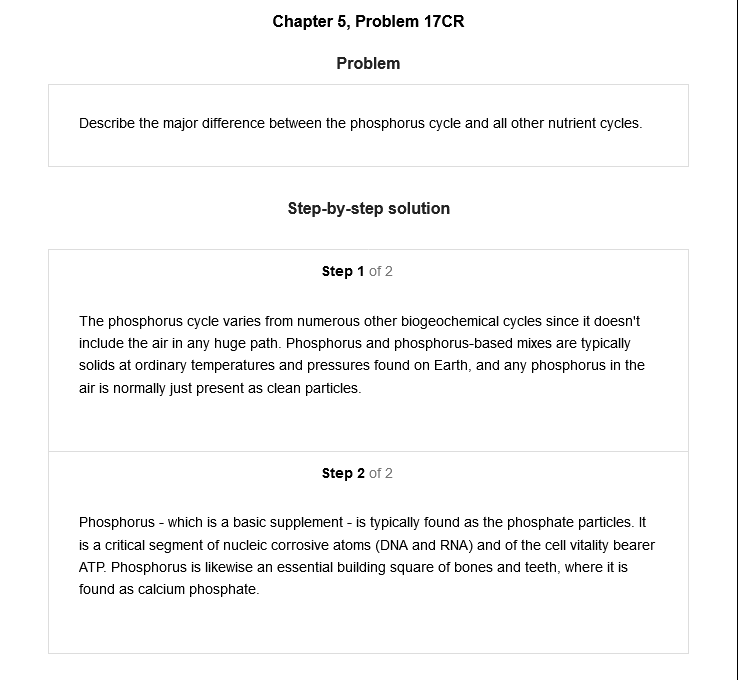 Chapter 5, Problem 17CR
Problem
Describe the major difference between the phosphorus cycle and all other nutrient cycles.
Step-by-step solution
Step 1 of 2
The phosphorus cycle varies from numerous other biogeochemical cycles since it doesn't
include the air in any huge path. Phosphorus and phosphorus-based mixes are typically
solids at ordinary temperatures and pressures found on Earth, and any phosphorus in the
air is normally just present as clean particles.
Step 2 of 2
Phosphorus - which is a basic supplement - is typically found as the phosphate particles. It
is a critical segment of nucleic corrosive atoms (DNA and RNA) and of the cell vitality bearer
ATP. Phosphorus is likewise an essential building square of bones and teeth, where it is
found as calcium phosphate.